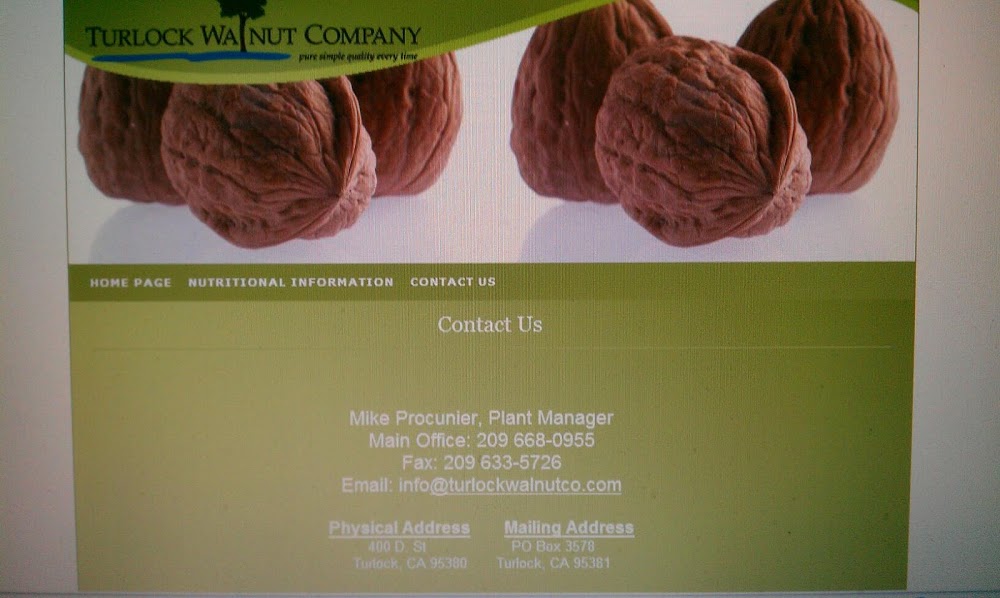 TURLOCK WALNUT COMPANY
pure simple quality every time
HOME PAGE NUTRITIONAL INFORMATION CONTACT US
Contact Us
Mike Procunier, Plant Manager
Main Office: 209 668-0955
Fax: 209 633-5726
Email: info@turlockwalnutco.com
Physical Address Mailing Address
400 D. St PO Box 3578
Turlock, CA 95380 Turlock, CA 95381